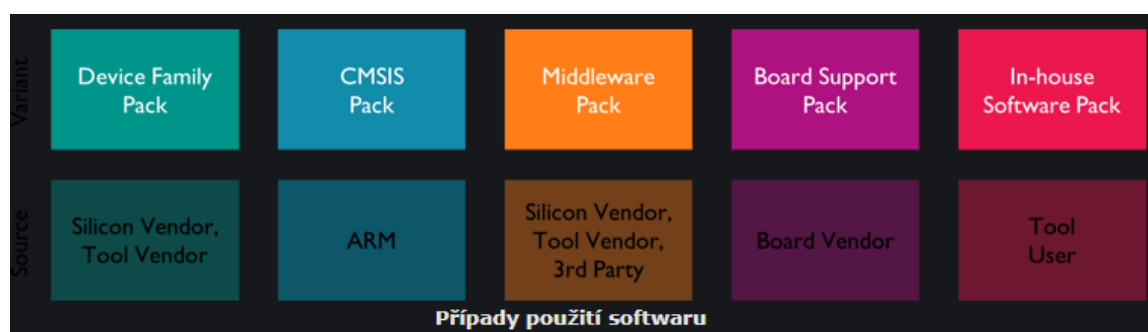 Variant
Device Family
Pack
CMSIS
Pack
Middleware
Pack
Board Support
Pack
In-house
Software Pack
Source
Silicon Vendor,
Tool Vendor
ARM
Silicon Vendor,
Tool Vendor,
3rd Party
Board Vendor
Tool
User
Případy použití softwaru